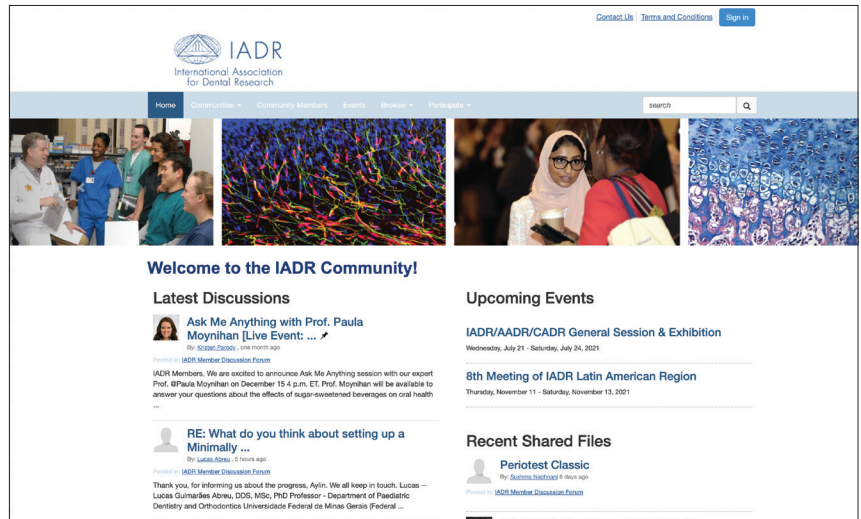 Contact Us
Terms and Conditions
Sign in
IADR
International Association
for Dental Research
Home
Communities
Community Members
Events
Browse
Participate
search
Welcome to the IADR Community!
Latest Discussions
Ask Me Anything with Prof. Paula
Moynihan [Live Event: ...
By: Kristen Parody , one month ago
Posted in: IADR Member Discussion Forum
IADR Members, We are excited to announce Ask Me Anything session with our expert
Prof. @Paula Moynihan on December 15 4 p.m. ET. Prof. Moynihan will be available to
answer your questions about the effects of sugar-sweetened beverages on oral health
...
RE: What do you think about setting up a
Minimally ...
By: Lucas Abreu , 5 hours ago
Posted in: IADR Member Discussion Forum
Thank you, for informing us about the progress, Aylin. We all keep in touch. Lucas --
Lucas Guimarães Abreu, DDS, MSc, PhD Professor - Department of Paediatric
Dentistry and Orthodontics Universidade Federal de Minas Gerais (Federal ...
Upcoming Events
IADR/AADR/CADR General Session & Exhibition
Wednesday, July 21 - Saturday, July 24, 2021
8th Meeting of IADR Latin American Region
Thursday, November 11 - Saturday, November 13, 2021
Recent Shared Files
Periotest Classic
By: Sushma Nachnani 6 days ago
Posted in: IADR Member Discussion Forum